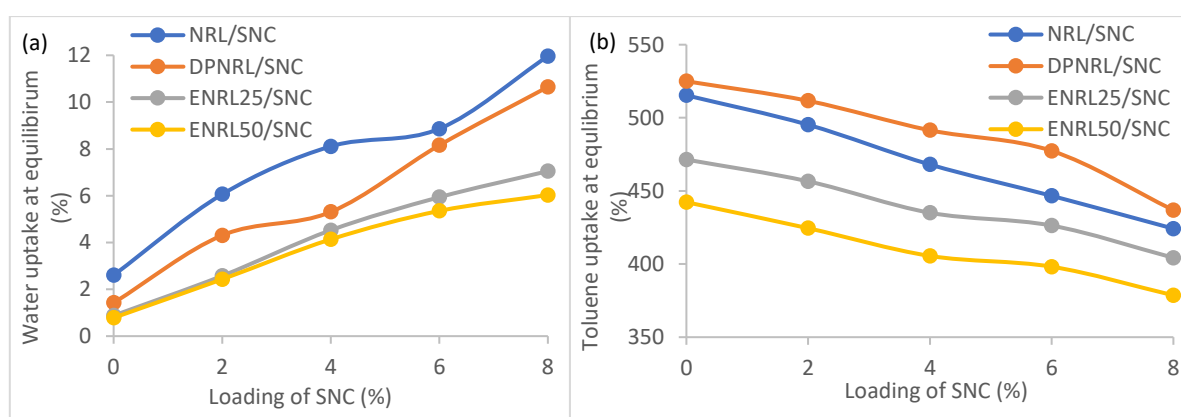 (a)
Water uptake at equilibirum
(%)
12
10
8
6
4
2
0
NRL/SNC
DPNRL/SNC
ENRL25/SNC
ENRL50/SNC
0 2 4 6 8
Loading of SNC (%)
(b)
Toluene uptake at equlibrium
(%)
550
500
450
400
350
NRL/SNC
DPNRL/SNC
ENRL25/SNC
ENRL50/SNC
0 2 4 6 8
Loading of SNC (%)